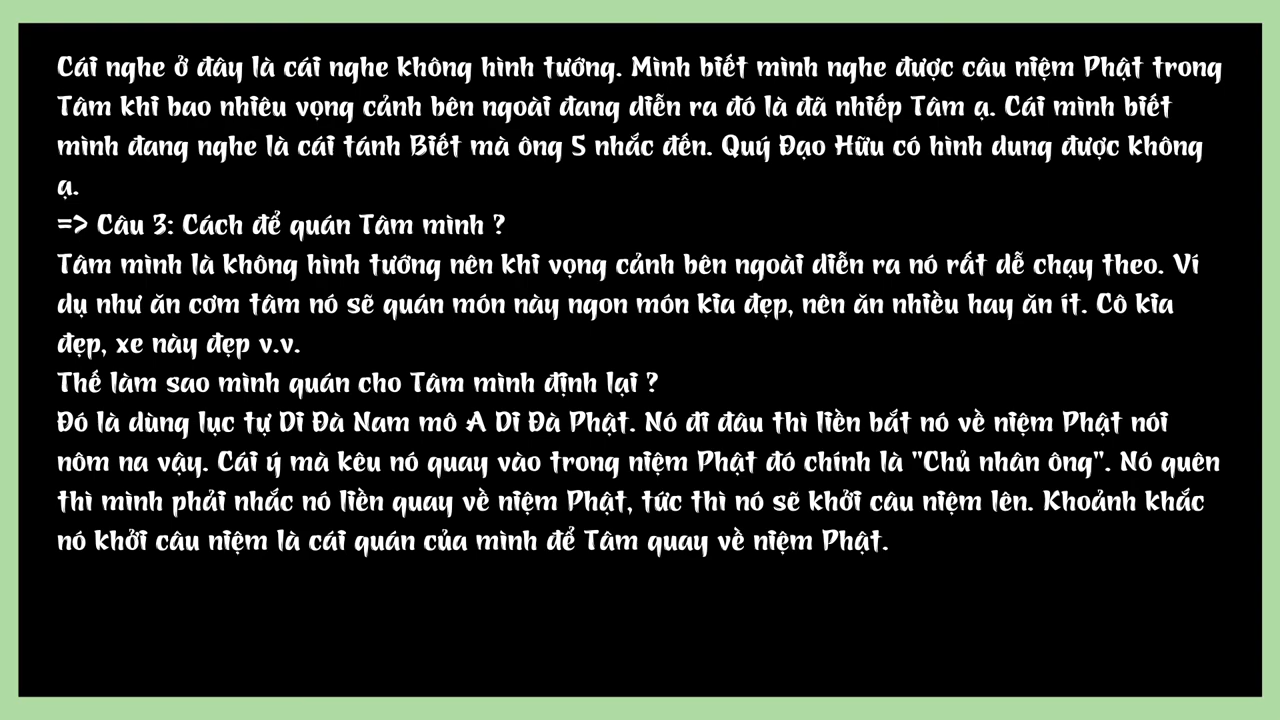 Cái nghe ở đây là cái nghe không hình tướng. Mình biết mình nghe được câu niệm Phật trong
Tâm khi bao nhiêu vọng cảnh bên ngoài đang diễn ra đó là đã nhiếp Tâm ạ. Cái mình biết
mình đang nghe là cái tánh Biết mà ông 5 nhắc đến. Quý Đạo Hữu có hình dung được không
ạ.
=> Câu 3: Cách để quán Tâm mình ?
Tâm mình là không hình tướng nên khi vọng cảnh bên ngoài diễn ra nó rất dễ chạy theo. Ví
dụ như ăn cơm tâm nó sẽ quán món này ngon món kia đẹp, nên ăn nhiều hay ăn ít. Cô kia
đẹp, xe này đẹp v.v.
Thế làm sao mình quán cho Tâm mình định lại ?
Đó là dùng lục tự Di Đà Nam mô A Di Đà Phật. Nó đi đâu thì liền bắt nó về niệm Phật nói
nôm na vậy. Cái ý mà kêu nó quay vào trong niệm Phật đó chính là "Chủ nhân ông". Nó quên
thì mình phải nhắc nó liền quay về niệm Phật, tức thì nó sẽ khởi câu niệm lên. Khoảnh khắc
nó khởi câu niệm là cái quán của mình để Tâm quay về niệm Phật.